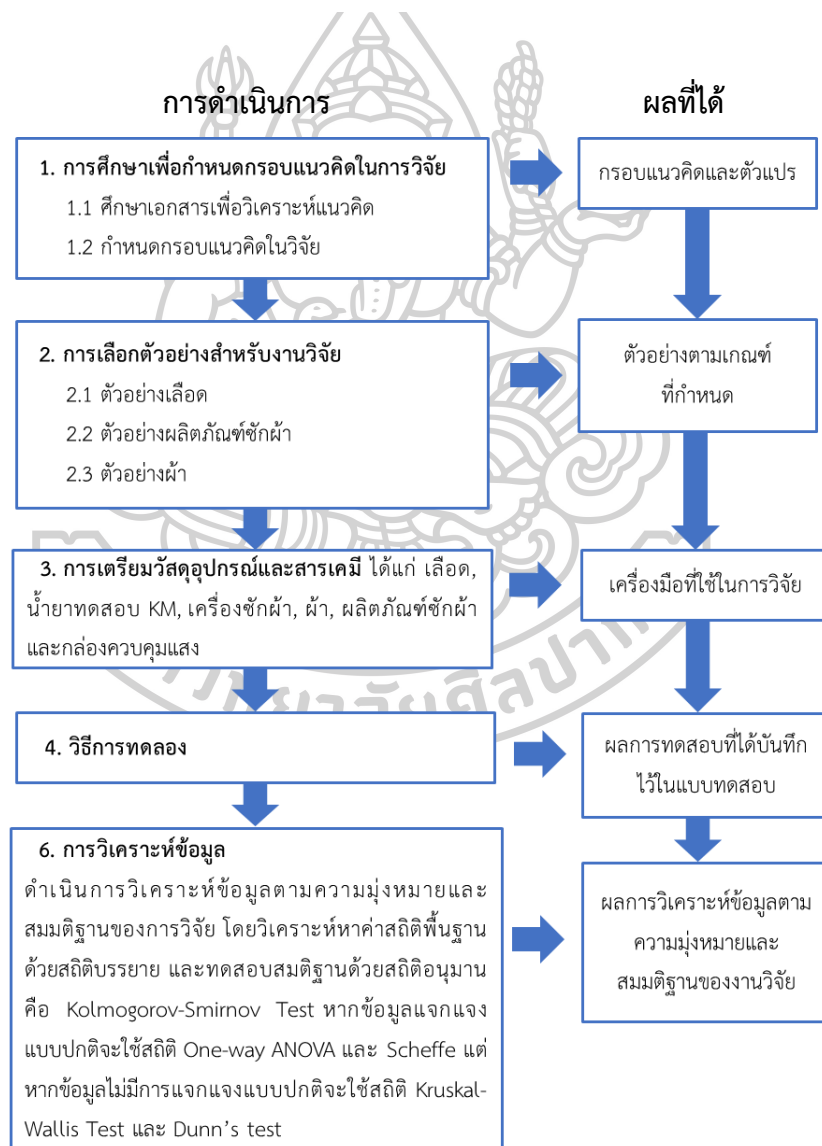 การดำเนินการ
ผลที่ได้
1. การศึกษาเพื่อกำหนดกรอบแนวคิดในการวิจัย
1.1 ศึกษาเอกสารเพื่อวิเคราะห์แนวคิด
1.2 กำหนดกรอบแนวคิดในวิจัย
กรอบแนวคิดและตัวแปร
2. การเลือกตัวอย่างสำหรับงานวิจัย
2.1 ตัวอย่างเลือด
2.2 ตัวอย่างผลิตภัณฑ์ซักผ้า
2.3 ตัวอย่างผ้า
ตัวอย่างตามเกณฑ์
ที่กำหนด
3. การเตรียมวัสดุอุปกรณ์และสารเคมี ได้แก่ เลือด,
น้ำยาทดสอบ KM, เครื่องซักผ้า, ผ้า, ผลิตภัณฑ์ซักผ้า
และกล่องควบคุมแสง
เครื่องมือที่ใช้ในการวิจัย
4. วิธีการทดลอง
ผลการทดสอบที่ได้บันทึก
ไว้ในแบบทดสอบ
6. การวิเคราะห์ข้อมูล
ดำเนินการวิเคราะห์ข้อมูลตามความมุ่งหมายและ
สมมติฐานของการวิจัย โดยวิเคราะห์หาค่าสถิติพื้นฐาน
ด้วยสถิติบรรยาย และทดสอบสมติฐานด้วยสถิติอนุมาน
คือ Kolmogorov-Smirnov Test หากข้อมูลแจกแจง
แบบปกติจะใช้สถิติ One-way ANOVA และ Scheffe แต่
หากข้อมูลไม่มีการแจกแจงแบบปกติจะใช้สถิติ Kruskal-
Wallis Test และ Dunn's test
ผลการวิเคราะห์ข้อมูลตาม
ความมุ่งหมายและ
สมมติฐานของงานวิจัย